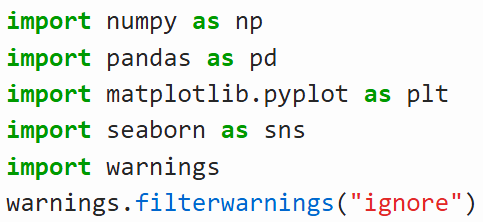 import numpy as np
import pandas as pd
import matplotlib.pyplot as plt
import seaborn as sns
import warnings
warnings.filterwarnings("ignore")